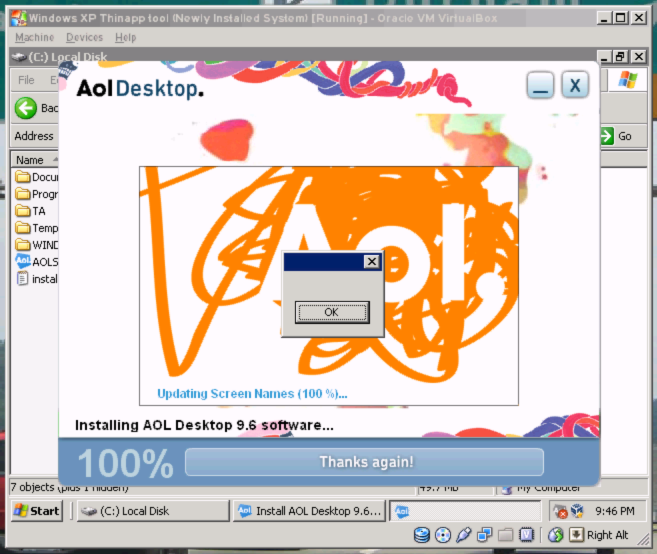 Windows XP Thinapp tool (Newly Installed System) [Running] - Oracle VM VirtualBox
Machine Devices Help
(C:) Local Disk
File
Aol Desktop.
X
Bac
Address
Go
Name
Docu
Progr
TA
Temp
WIND
AOLS
instal
Aol.
OK
Updating Screen Names (100 %)...
Installing AOL Desktop 9.6 software...
100%
Thanks again!
7 objects (plus 1 hidden)
49.7 MB
My Computer
Start
(C:) Local Disk
Install AOL Desktop 9.6...
9:46 PM
Right Alt